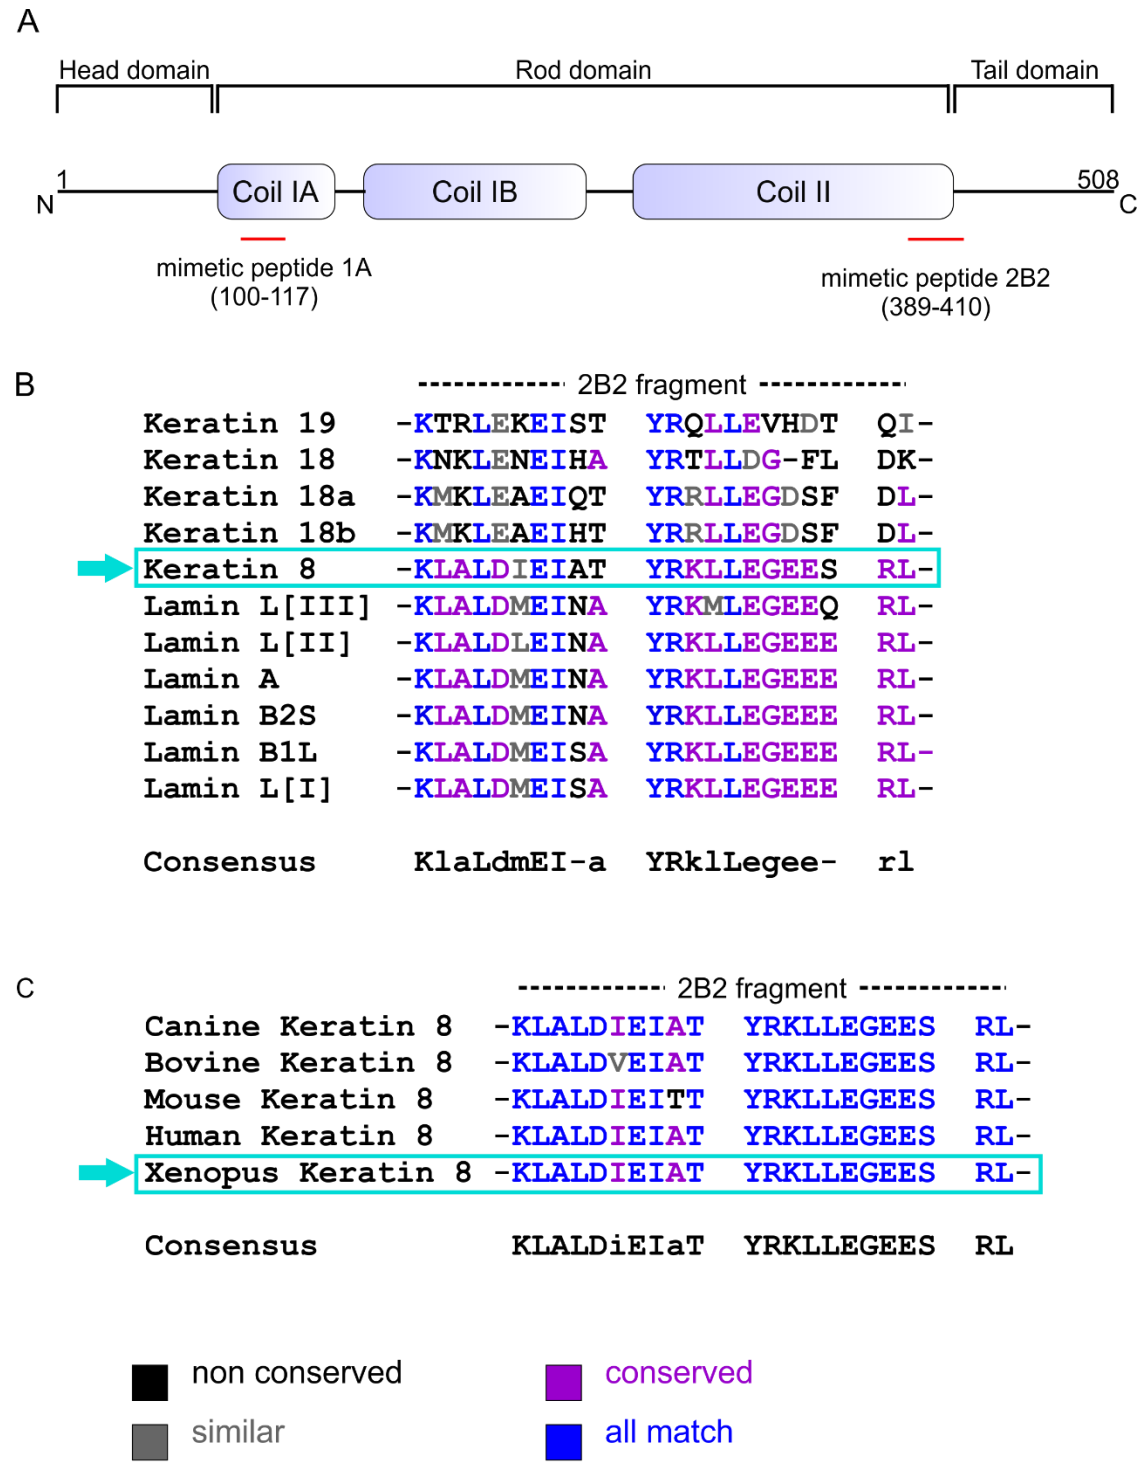 A
Head domain Rod domain Tail domain
1 508
N Coil IA Coil IB Coil II C
mimetic peptide 1A
(100-117)
mimetic peptide 2B2
(389-410)
B
2B2 fragment
Keratin 19 -KTRLEKEIST YRQLLEVHDT QI-
Keratin 18 -KNKLENEIHA YRTLLDG-FL DK-
Keratin 18a -KMKLEAEIQT YRRLLEGDSF DL-
Keratin 18b -KMKLEAEIHT YRRLLEGDSF DL-
Keratin 8 -KLALDIEIAT YRKLLEGEES RL-
Lamin L[III] -KLALDMEINA YRKMLEGEEQ RL-
Lamin L[II] -KLALDLEINA YRKLLEGEEE RL-
Lamin A -KLALDMEINA YRKLLEGEEE RL-
Lamin B2S -KLALDMEINA YRKLLEGEEE RL-
Lamin B1L -KLALDMEISA YRKLLEGEEE RL-
Lamin L[I] -KLALDMEISA YRKLLEGEEE RL-
Consensus KlaLdmEI-a YRklLegee- rl
C
2B2 fragment
Canine Keratin 8 -KLALDIEIAT YRKLLEGEES RL-
Bovine Keratin 8 -KLALDVEIAT YRKLLEGEES RL-
Mouse Keratin 8 -KLALDIEITT YRKLLEGEES RL-
Human Keratin 8 -KLALDIEIAT YRKLLEGEES RL-
Xenopus Keratin 8 -KLALDIEIAT YRKLLEGEES RL-
Consensus KLALDiEIaT YRKLLEGEES RL
non conserved conserved
similar all match